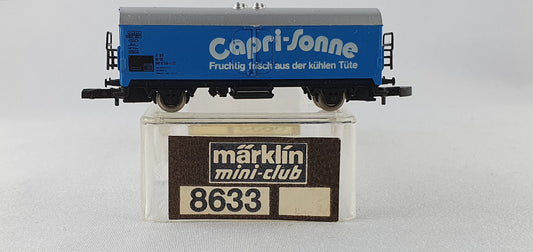 Capri-Sonne
Fruchtig frisch aus der kühlen Tüte
märklin
mini-club
8633